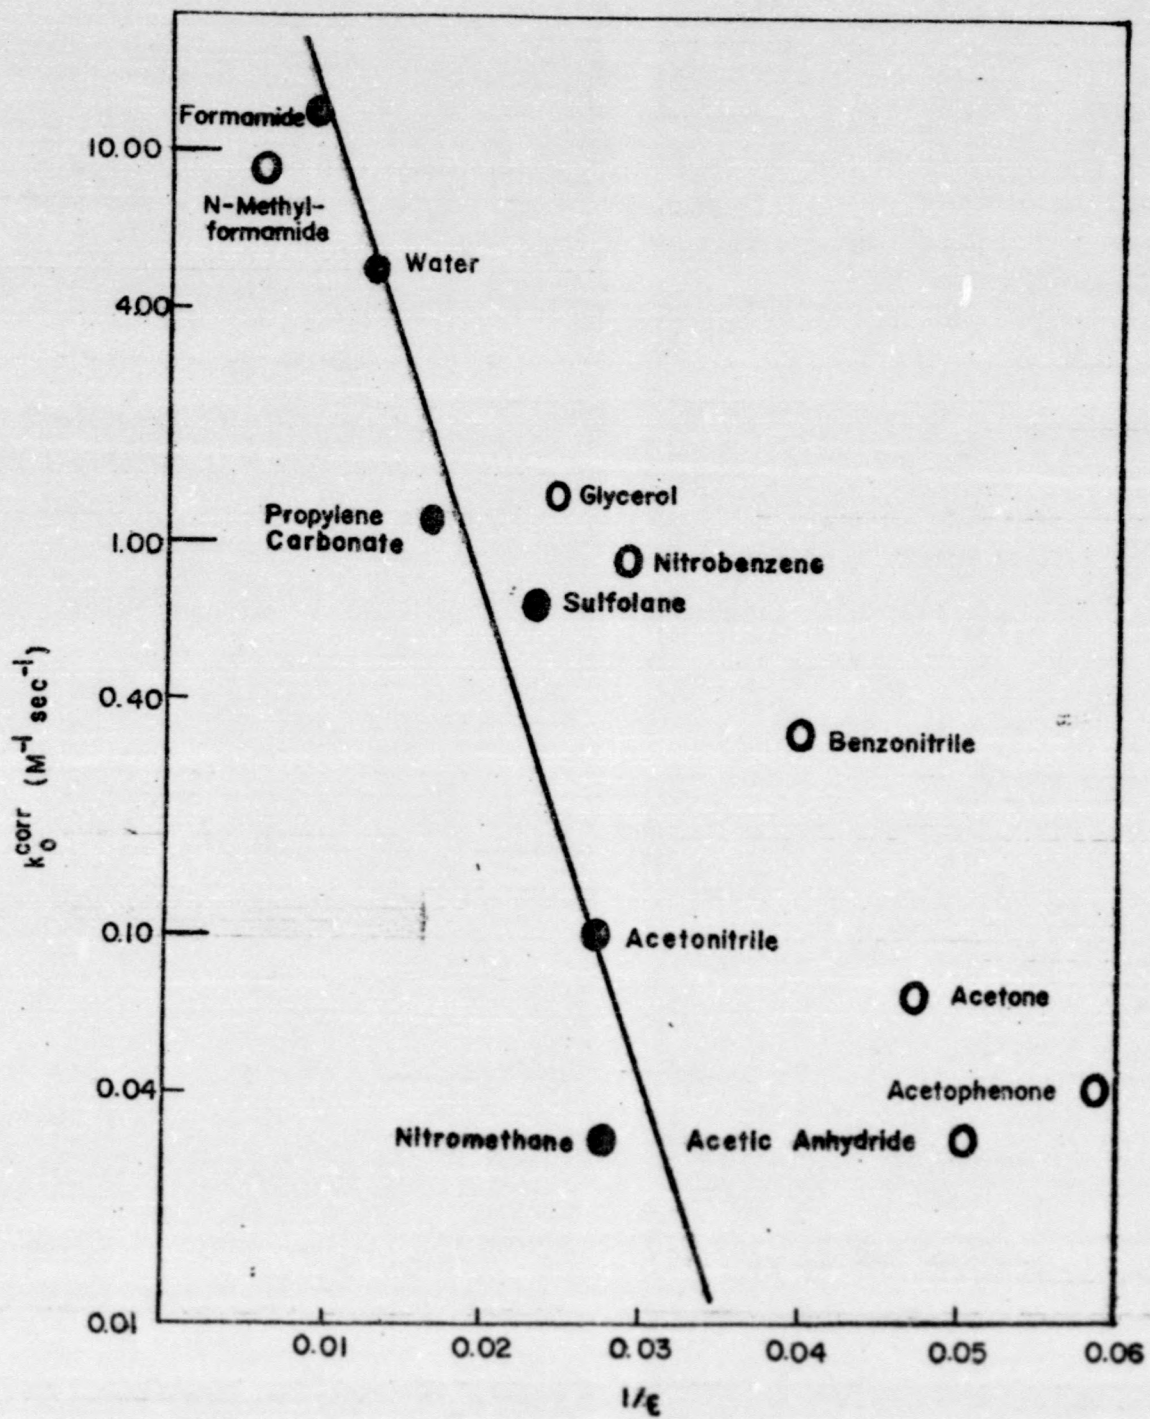 Formamide
10.00
N-Methyl-
formamide
Water
4.00
Glycerol
Propylene
Carbonate
1.00
Nitrobenzene
Sulfolane
0.40
Benzonitrile
k₀ᶜᵒʳʳ (M⁻¹ sec⁻¹)
0.10
Acetonitrile
Acetone
0.04
Acetophenone
Nitromethane
Acetic Anhydride
0.01
0.01 0.02 0.03 0.04 0.05 0.06
1/ε